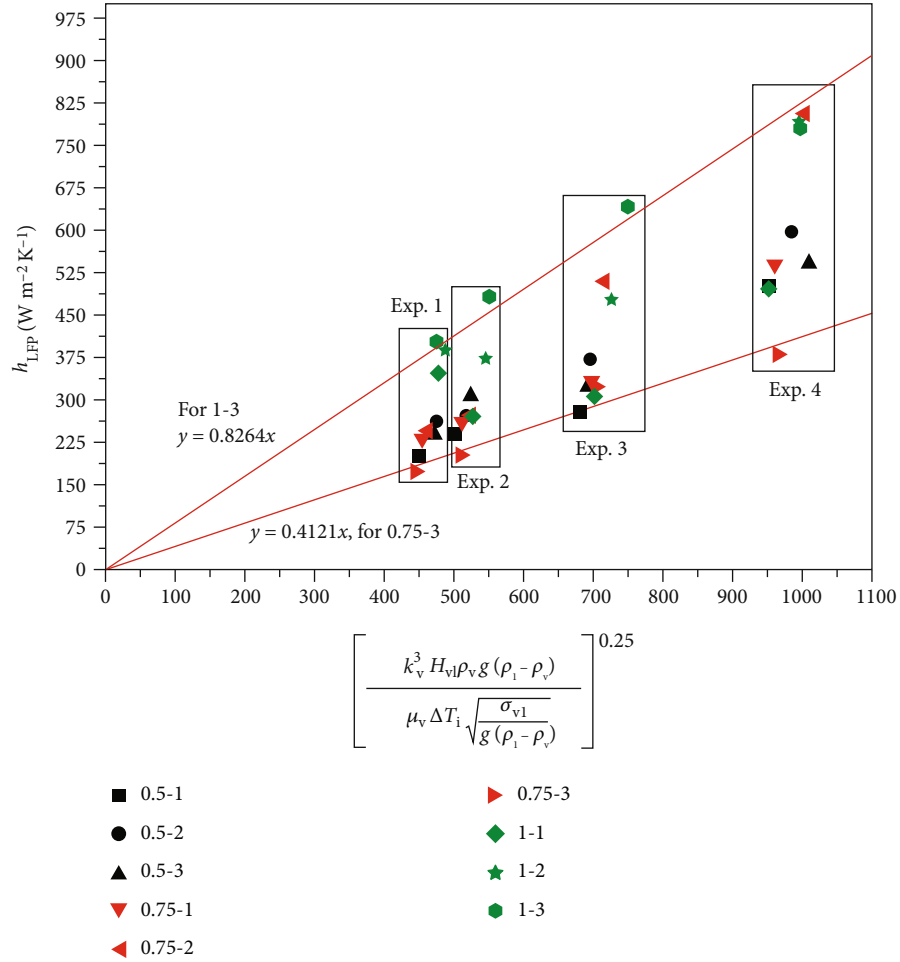 975
900
825
750
675
600
525
450
375
300
225
150
75
0
h_LFP (W m⁻² K⁻¹)
Exp. 1
Exp. 2
Exp. 3
Exp. 4
For 1-3
y = 0.8264x
y = 0.4121x, for 0.75-3
0 100 200 300 400 500 600 700 800 900 1000 1100
0.25
k_v³ H_vl ρ_v g (ρ_1 − ρ_v)
μ_v ΔT_i √ σ_v1
g (ρ_1 − ρ_v)
0.5-1
0.5-2
0.5-3
0.75-1
0.75-2
0.75-3
1-1
1-2
1-3